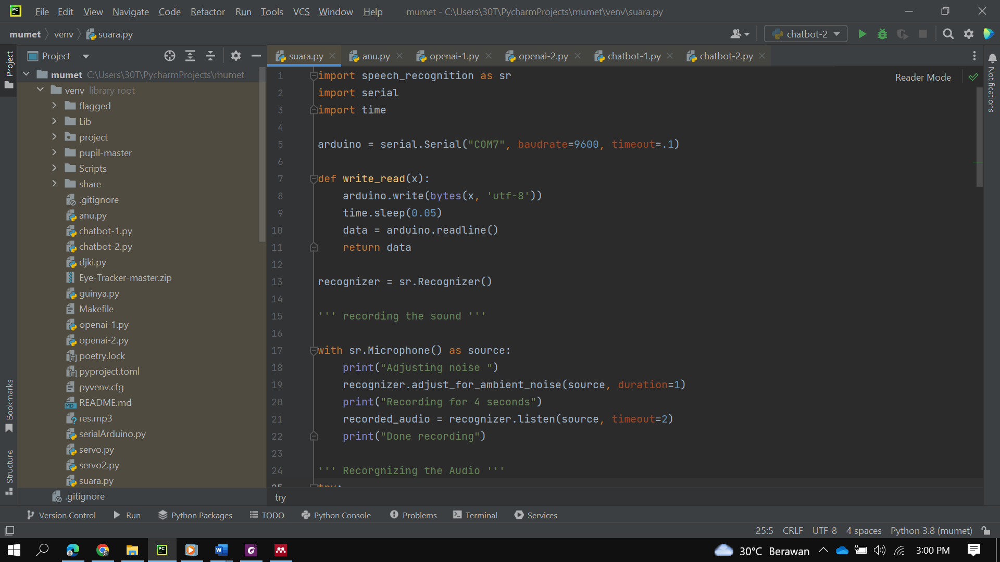 File Edit View Navigate Code Refactor Run Tools VCS Window Help mumet - C:\Users\30T\PycharmProjects\mumet\venv\suara.py
mumet venv suara.py chatbot-2
Project
Project
suara.py anu.py openai-1.py openai-2.py chatbot-1.py chatbot-2.py
mumet C:\Users\30T\PycharmProjects\mumet
venv library root
flagged
Lib
project
pupil-master
Scripts
share
.gitignore
anu.py
chatbot-1.py
chatbot-2.py
djki.py
Eye-Tracker-master.zip
guinya.py
Makefile
openai-1.py
openai-2.py
poetry.lock
pyproject.toml
pyvenv.cfg
README.md
res.mp3
serialArduino.py
servo.py
servo2.py
suara.py
.gitignore
Bookmarks
Structure
1 import speech_recognition as sr
2 import serial
3 import time
4
5 arduino = serial.Serial("COM7", baudrate=9600, timeout=.1)
6
7 def write_read(x):
8     arduino.write(bytes(x, 'utf-8'))
9     time.sleep(0.05)
10     data = arduino.readline()
11     return data
12
13 recognizer = sr.Recognizer()
14
15 ''' recording the sound '''
16
17 with sr.Microphone() as source:
18     print("Adjusting noise ")
19     recognizer.adjust_for_ambient_noise(source, duration=1)
20     print("Recording for 4 seconds")
21     recorded_audio = recognizer.listen(source, timeout=2)
22     print("Done recording")
23
24 ''' Recorgnizing the Audio '''
25 try:
try
Reader Mode
Notifications
Version Control Run Python Packages TODO Python Console Problems Terminal Services
25:5 CRLF UTF-8 4 spaces Python 3.8 (mumet)
30°C Berawan 3:00 PM